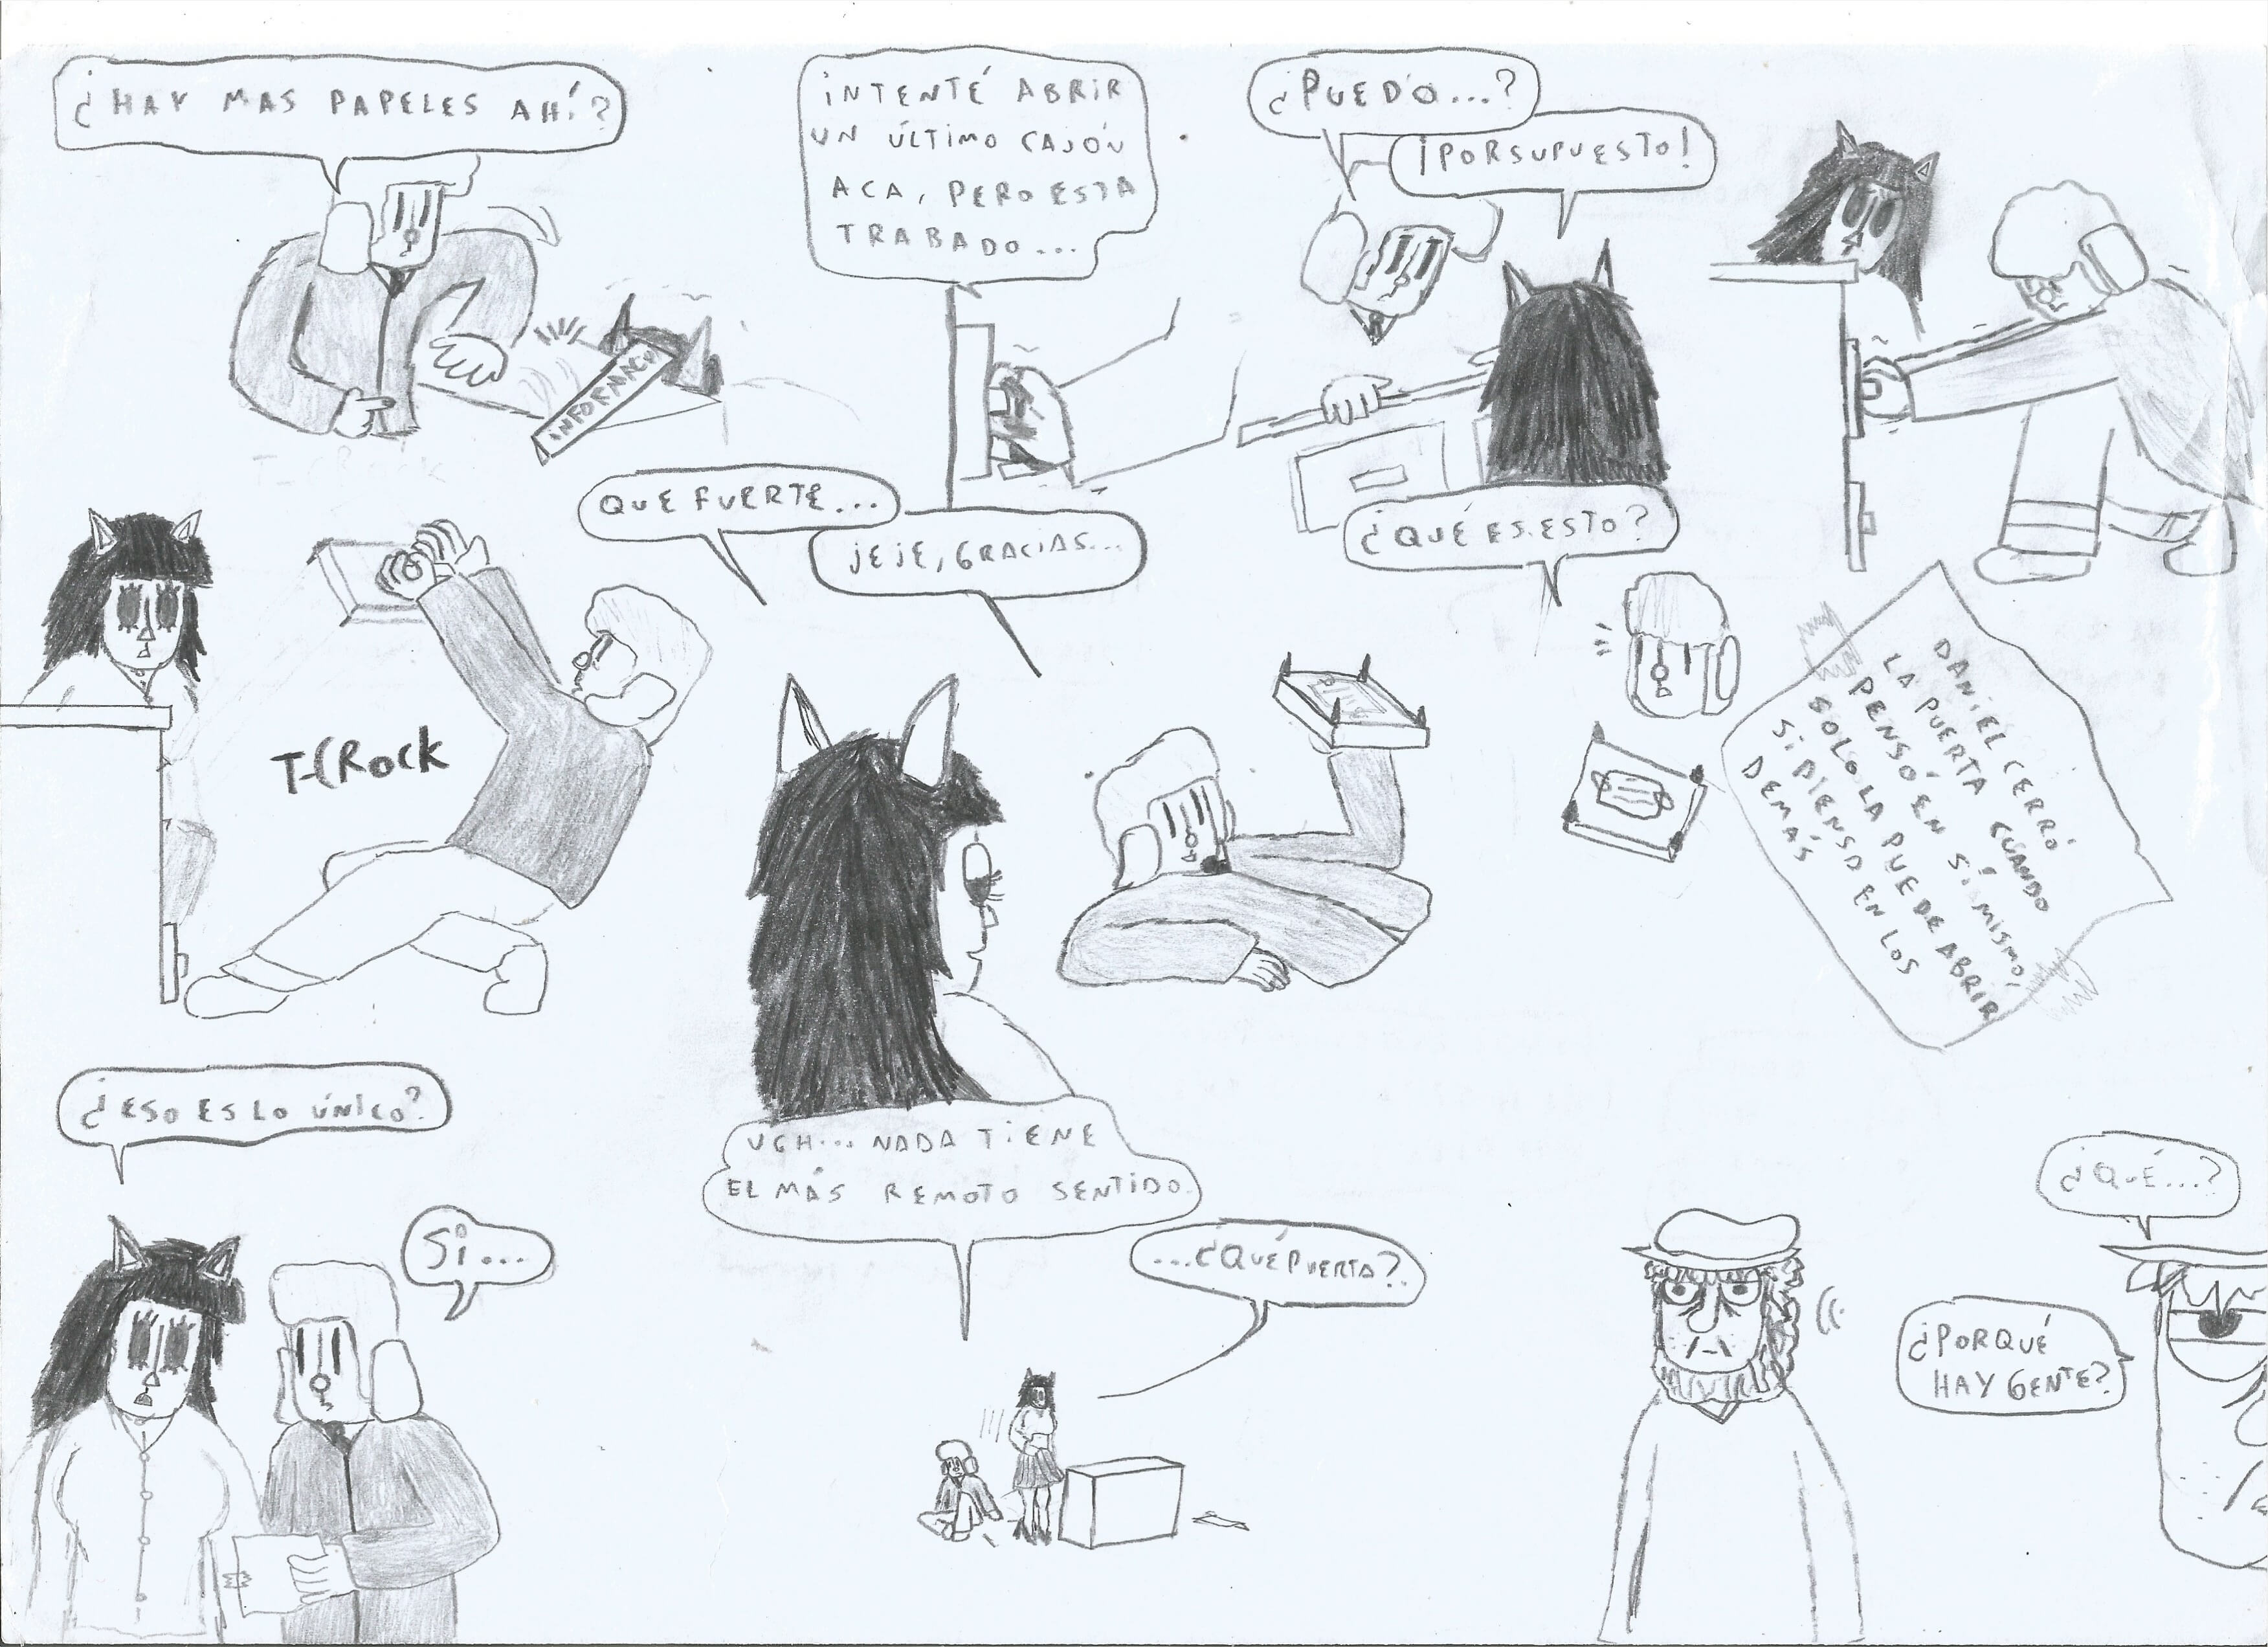 ¿HAY MAS PAPELES AHÍ?
INTENTÉ ABRIR
UN ÚLTIMO CAJÓN
ACA, PERO ESTA
TRABADO...
¿PUEDO...?
¡PORSUPUESTO!
QUE FUERTE...
JEJE, GRACIAS...
T-CROCK
¿QUÉ ES ESTO?
DANIEL CERRÓ
LA PUERTA CUANDO
PENSÓ EN SÍ MISMO,
SOLO LA PUEDE ABRIR
SI PIENSA EN LOS
DEMÁS
¿ESO ES LO ÚNICO?
SI...
UGH... NADA TIENE
EL MÁS REMOTO SENTIDO.
...¿QUÉ PUERTA?
¿QUÉ...?
¿PORQUÉ
HAY GENTE?